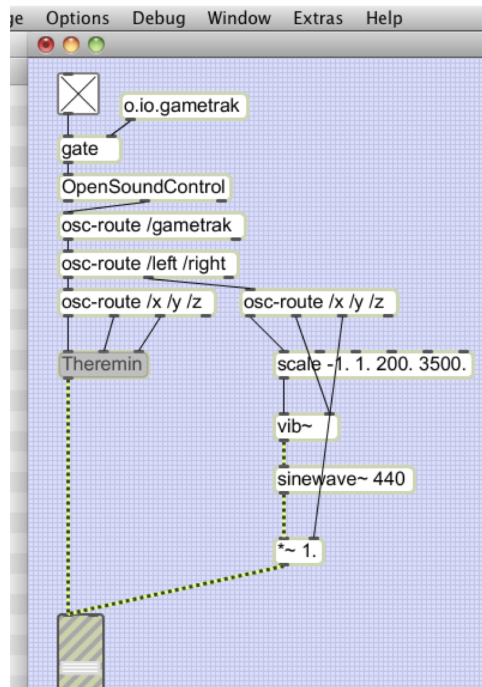 ge Options Debug Window Extras Help
o.io.gametrak
gate
OpenSoundControl
osc-route /gametrak
osc-route /left /right
osc-route /x /y /z osc-route /x /y /z
Theremin scale -1. 1. 200. 3500.
vib~
sinewave~ 440
*~ 1.